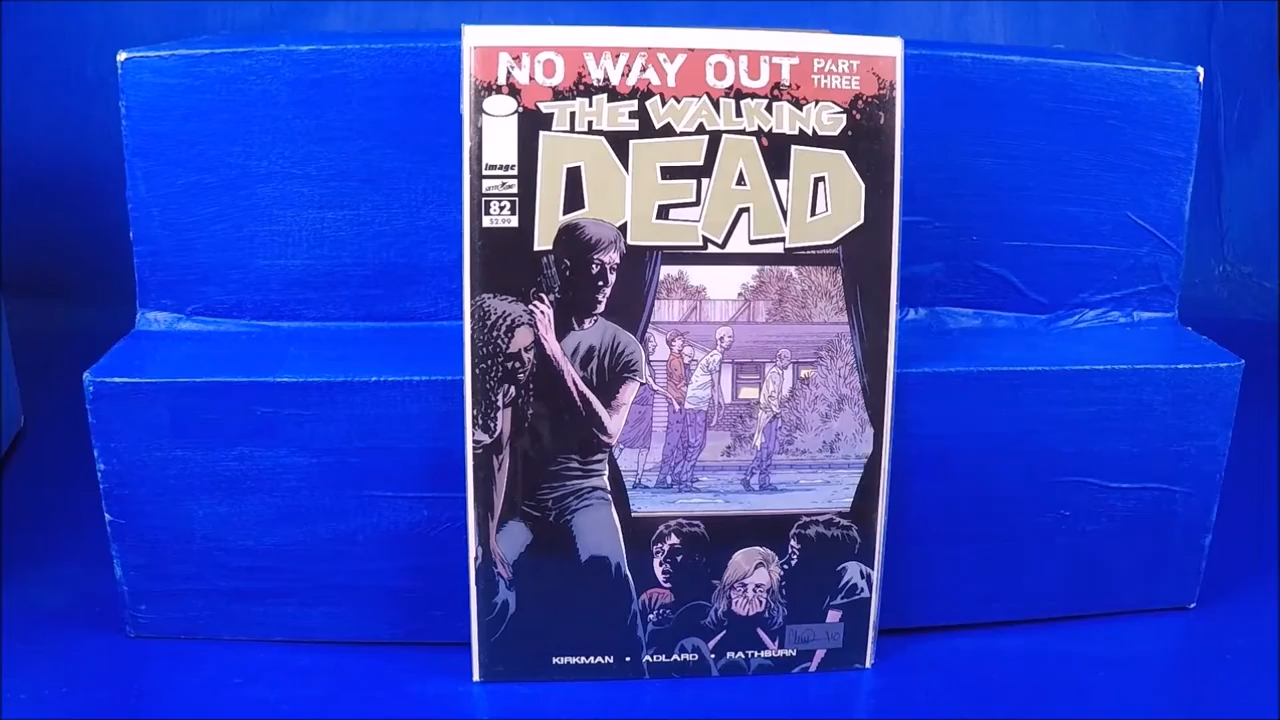 NO WAY OUT PART THREE
THE WALKING
DEAD
image
82
$2.99
KIRKMAN • ADLARD • RATHBURN